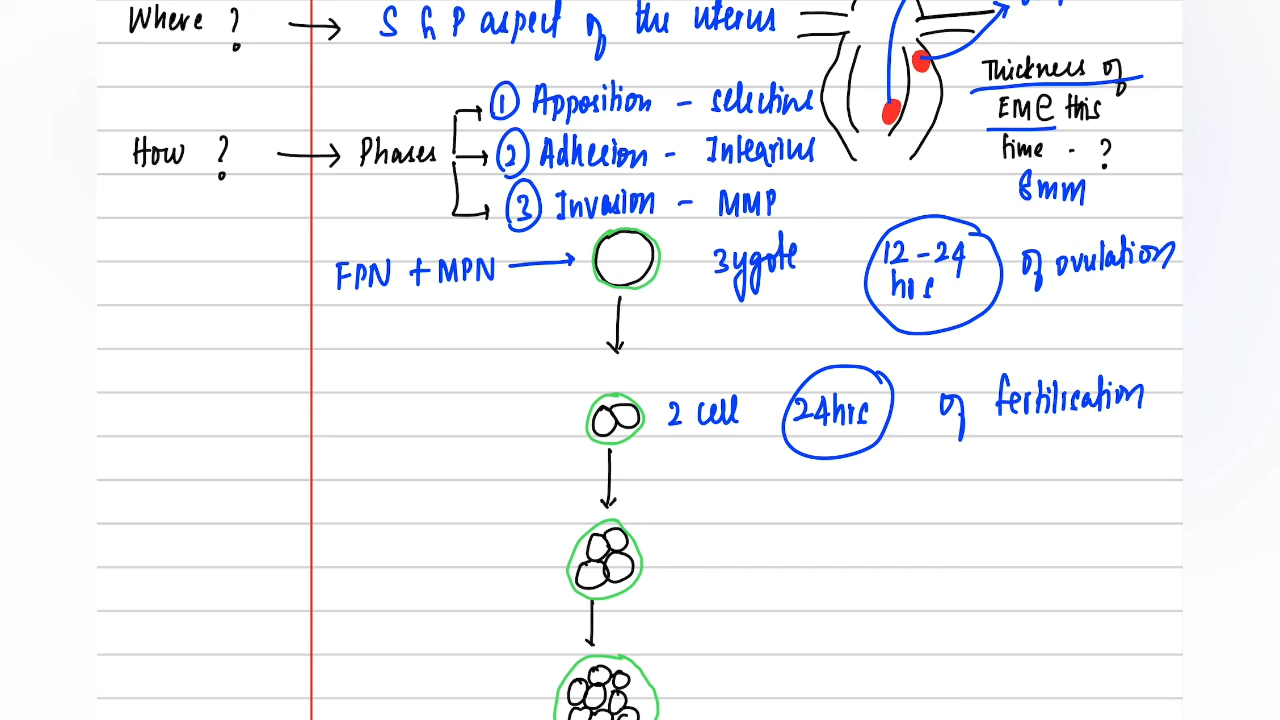 Where ? → S & P aspect of the uterus
Thickness of
EM@ this
time - ?
8mm
How ? → Phases
① Apposition - selectins
② Adhesion - Integrins
③ Invasion - MMP
FPN + MPN → zygote 12-24 hrs of ovulation
2 cell 24hrs of fertilisation